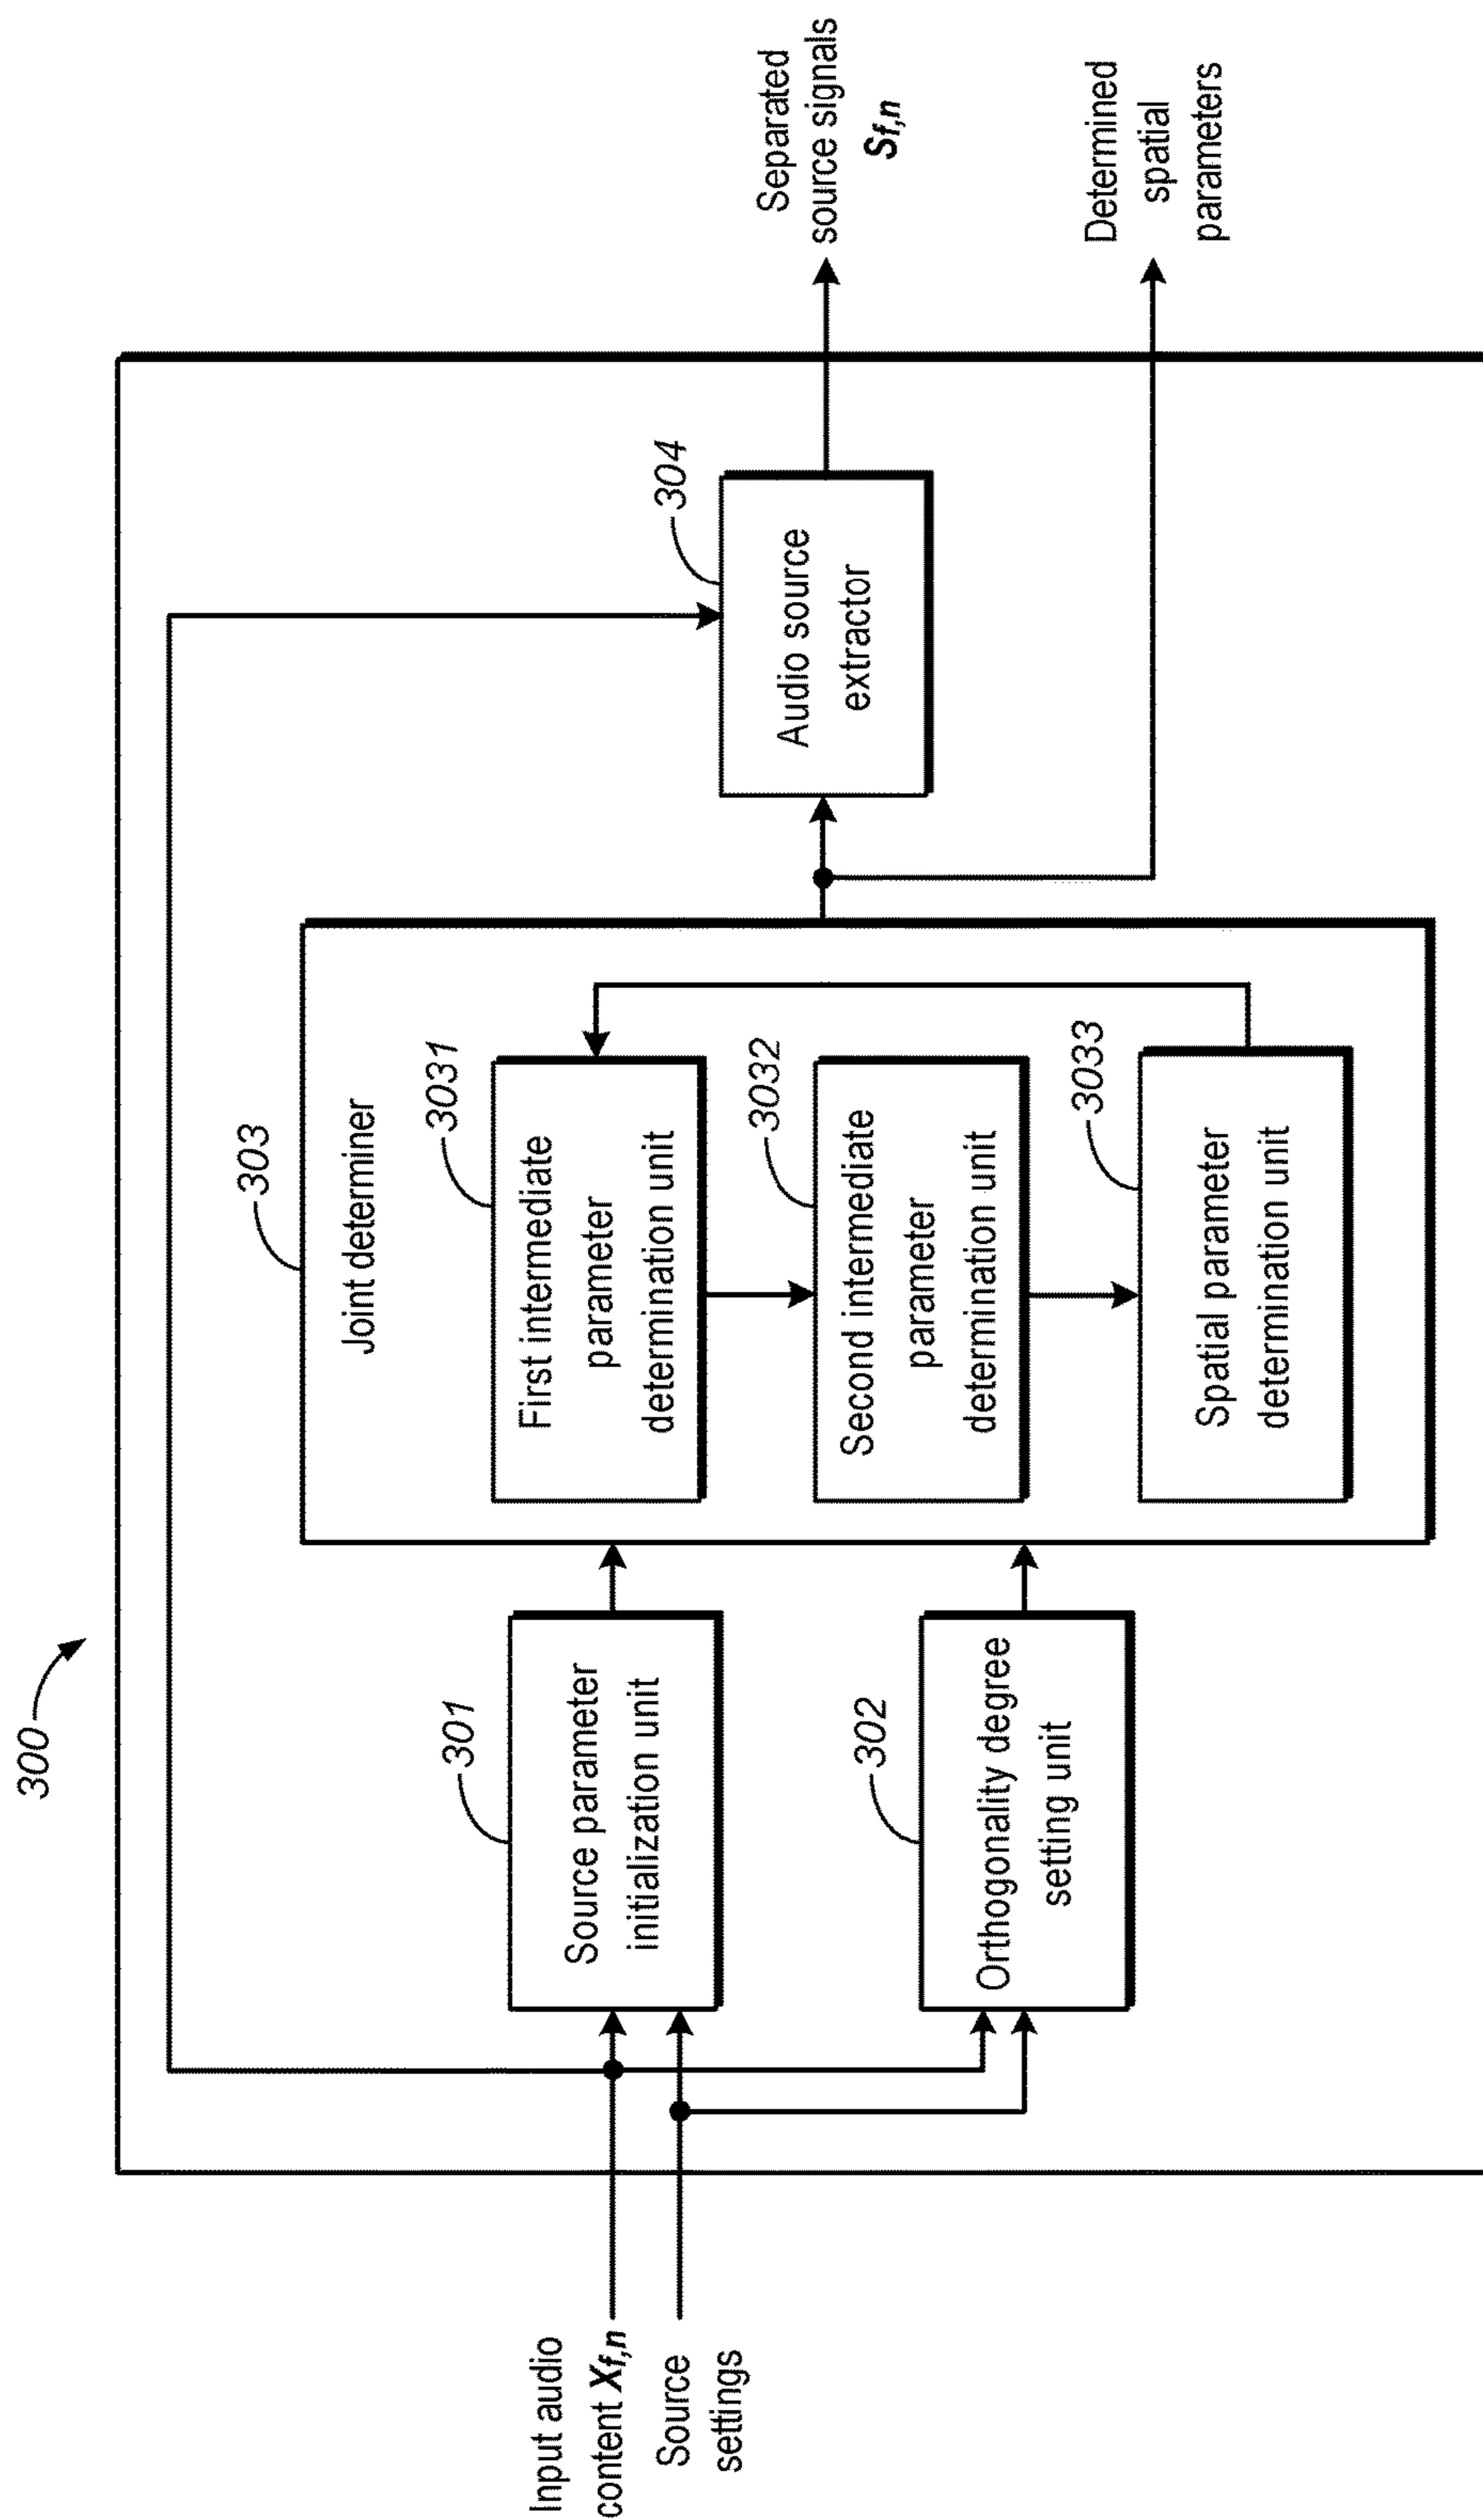 300
Input audio
content Xf,n
Source
settings
301
Source parameter
initialization unit
302
Orthogonality degree
setting unit
303
Joint determiner
3031
First intermediate
parameter
determination unit
3032
Second intermediate
parameter
determination unit
3033
Spatial parameter
determination unit
304
Audio source
extractor
Separated
source signals
Sf,n
Determined
spatial
parameters